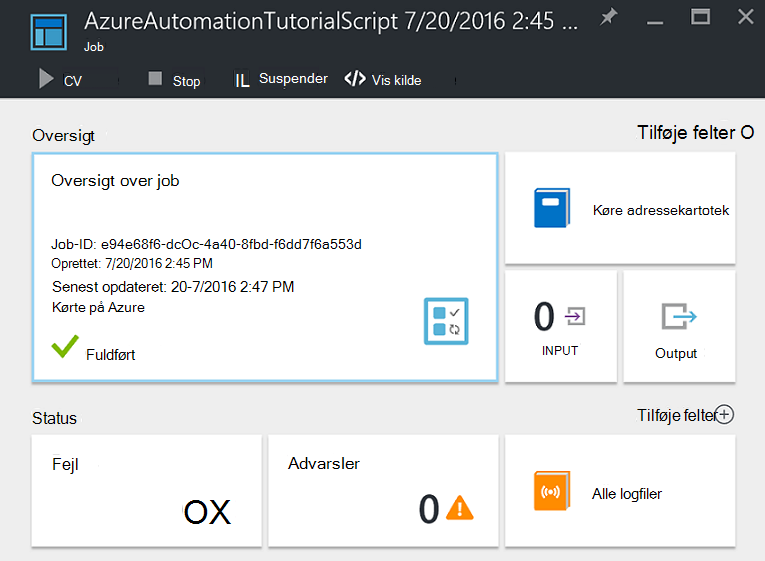 AzureAutomationTutorialScript 7/20/2016 2:45 ...
Job
CV
Stop
IL Suspender
Vis kilde
Oversigt
Tilføje felter O
Oversigt over job
Job-ID: e94e68f6-dcOc-4a40-8fbd-f6dd7f6a553d
Oprettet: 7/20/2016 2:45 PM
Senest opdateret: 20-7/2016 2:47 PM
Kørte på Azure
Fuldført
Køre adressekartotek
0
INPUT
Output
Status
Tilføje felter
Fejl
OX
Advarsler
0
Alle logfiler